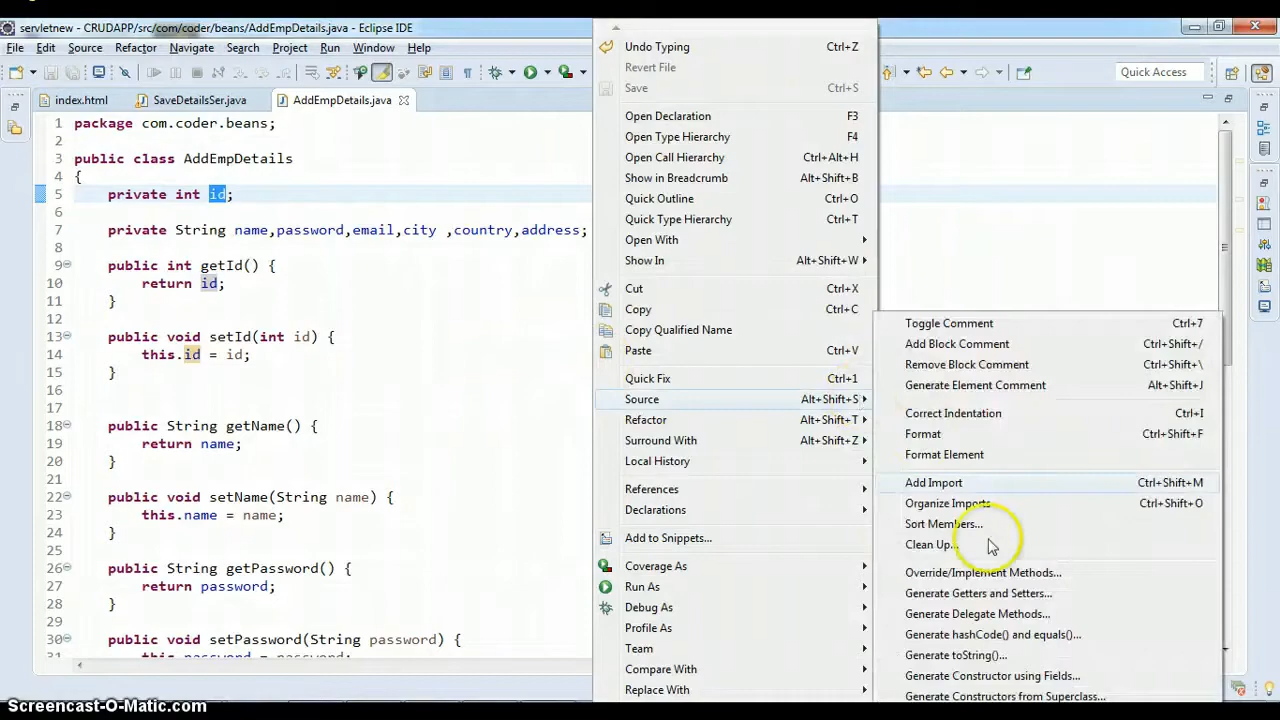 servletnew - CRUDAPP/src/com/coder/beans/AddEmpDetails.java - Eclipse IDE
File Edit Source Refactor Navigate Search Project Run Window Help
Quick Access
index.html SaveDetailsSer.java AddEmpDetails.java
1 package com.coder.beans;
2
3 public class AddEmpDetails
4 {
5 private int id;
6
7 private String name,password,email,city ,country,address;
8
9 public int getId() {
10 return id;
11 }
12
13 public void setId(int id) {
14 this.id = id;
15 }
16
17
18 public String getName() {
19 return name;
20 }
21
22 public void setName(String name) {
23 this.name = name;
24 }
25
26 public String getPassword() {
27 return password;
28 }
29
30 public void setPassword(String password) {
31 this.password = password;
Undo Typing Ctrl+Z
Revert File
Save Ctrl+S
Open Declaration F3
Open Type Hierarchy F4
Open Call Hierarchy Ctrl+Alt+H
Show in Breadcrumb Alt+Shift+B
Quick Outline Ctrl+O
Quick Type Hierarchy Ctrl+T
Open With
Show In Alt+Shift+W
Cut Ctrl+X
Copy Ctrl+C
Copy Qualified Name
Paste Ctrl+V
Quick Fix Ctrl+1
Source Alt+Shift+S
Refactor Alt+Shift+T
Surround With Alt+Shift+Z
Local History
References
Declarations
Add to Snippets...
Coverage As
Run As
Debug As
Profile As
Team
Compare With
Replace With
Toggle Comment Ctrl+7
Add Block Comment Ctrl+Shift+/
Remove Block Comment Ctrl+Shift+\
Generate Element Comment Alt+Shift+J
Correct Indentation Ctrl+I
Format Ctrl+Shift+F
Format Element
Add Import Ctrl+Shift+M
Organize Imports Ctrl+Shift+O
Sort Members...
Clean Up...
Override/Implement Methods...
Generate Getters and Setters...
Generate Delegate Methods...
Generate hashCode() and equals()...
Generate toString()...
Generate Constructor using Fields...
Generate Constructors from Superclass...
Screencast-O-Matic.com